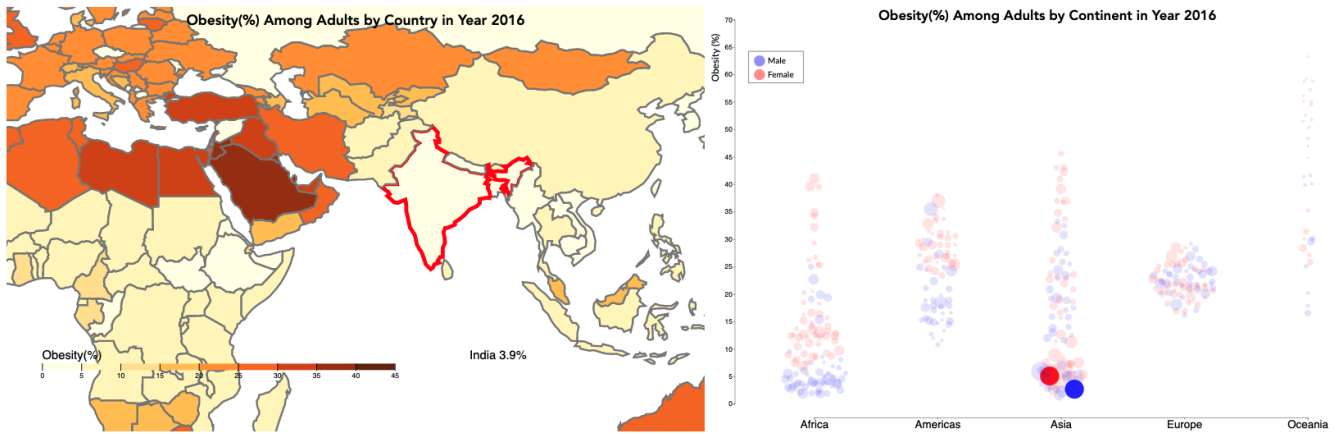 Obesity(%) Among Adults by Country in Year 2016
Obesity(%)
0 5 10 15 20 25 30 35 40 45
India 3.9%
Obesity(%) Among Adults by Continent in Year 2016
Obesity (%)
70
65
60
55
50
45
40
35
30
25
20
15
10
5
0
Male
Female
Africa Americas Asia Europe Oceania